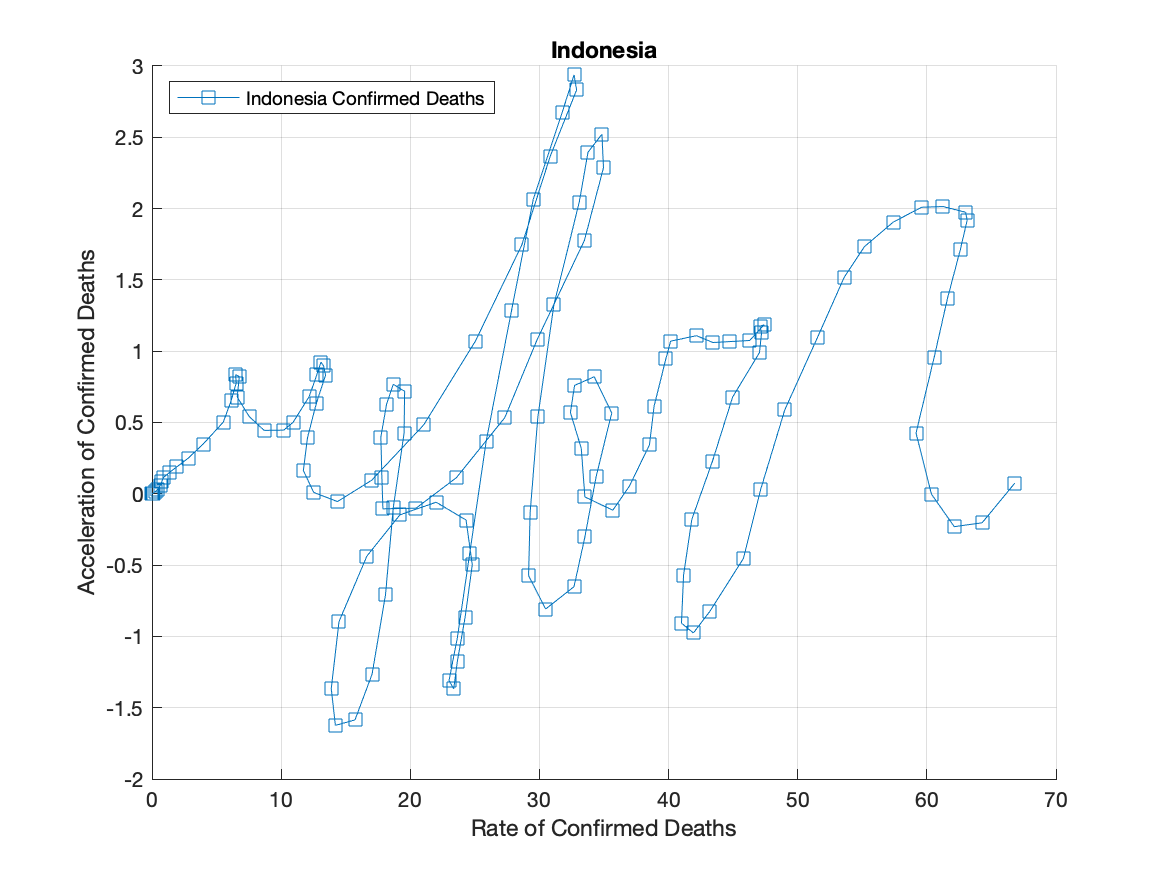 Indonesia
Indonesia Confirmed Deaths
3
2.5
2
1.5
1
0.5
0
-0.5
-1
-1.5
-2
Acceleration of Confirmed Deaths
0 10 20 30 40 50 60 70
Rate of Confirmed Deaths